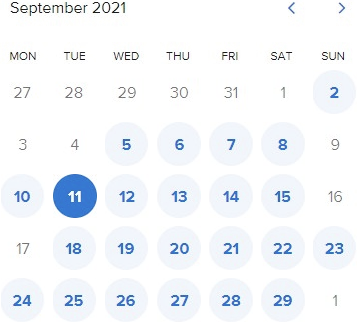 September 2021
MON TUE WED THU FRI SAT SUN
27 28 29 30 31 1 2
3 4 5 6 7 8 9
10 11 12 13 14 15 16
17 18 19 20 21 22 23
24 25 26 27 28 29 1